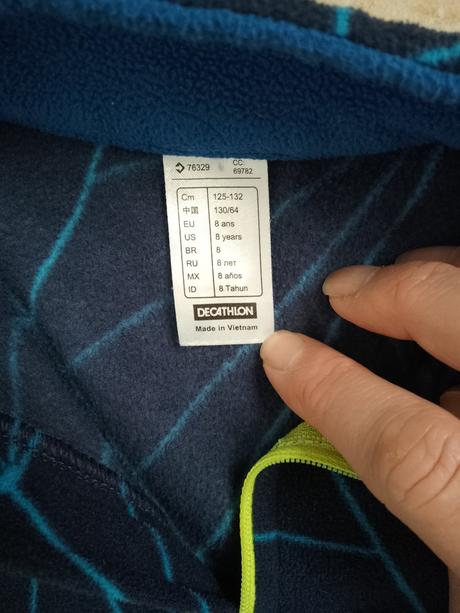 76329 CC: 69782
Cm 125-132
中国 130/64
EU 8 ans
US 8 years
BR 8
RU 8 лет
MX 8 años
ID 8 Tahun
DECATHLON
Made in Vietnam